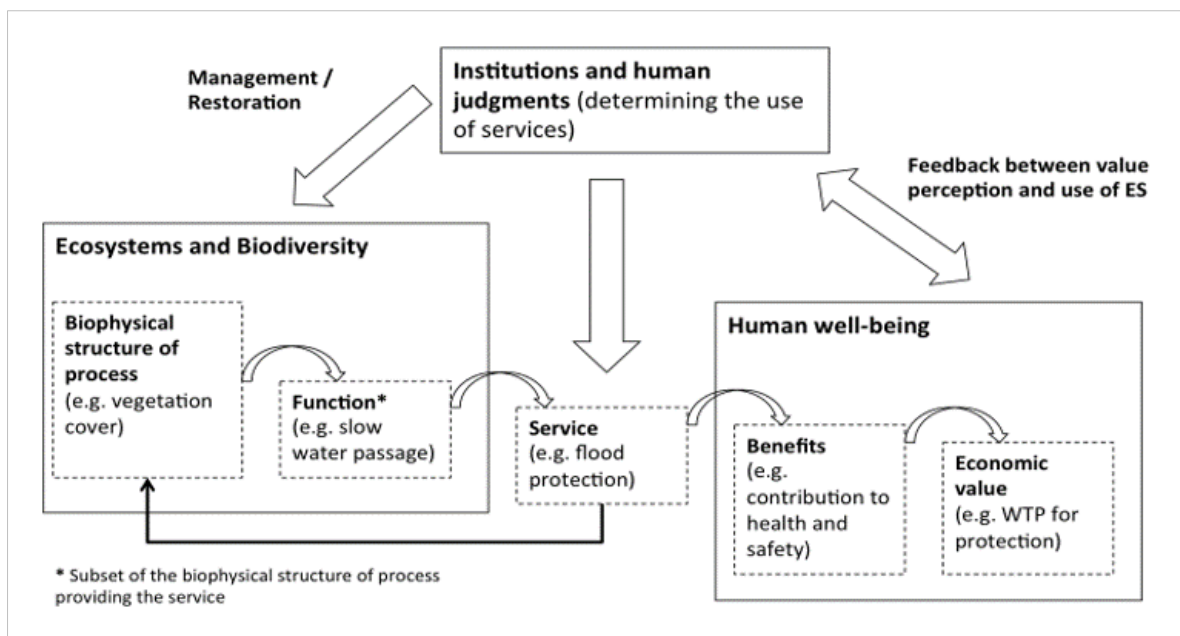 Management /
Restoration
Institutions and human
judgments (determining the use
of services)
Feedback between value
perception and use of ES
Ecosystems and Biodiversity
Biophysical
structure of
process
(e.g. vegetation
cover)
Function*
(e.g. slow
water passage)
Service
(e.g. flood
protection)
Human well-being
Benefits
(e.g.
contribution to
health and
safety)
Economic
value
(e.g. WTP for
protection)
* Subset of the biophysical structure of process
providing the service